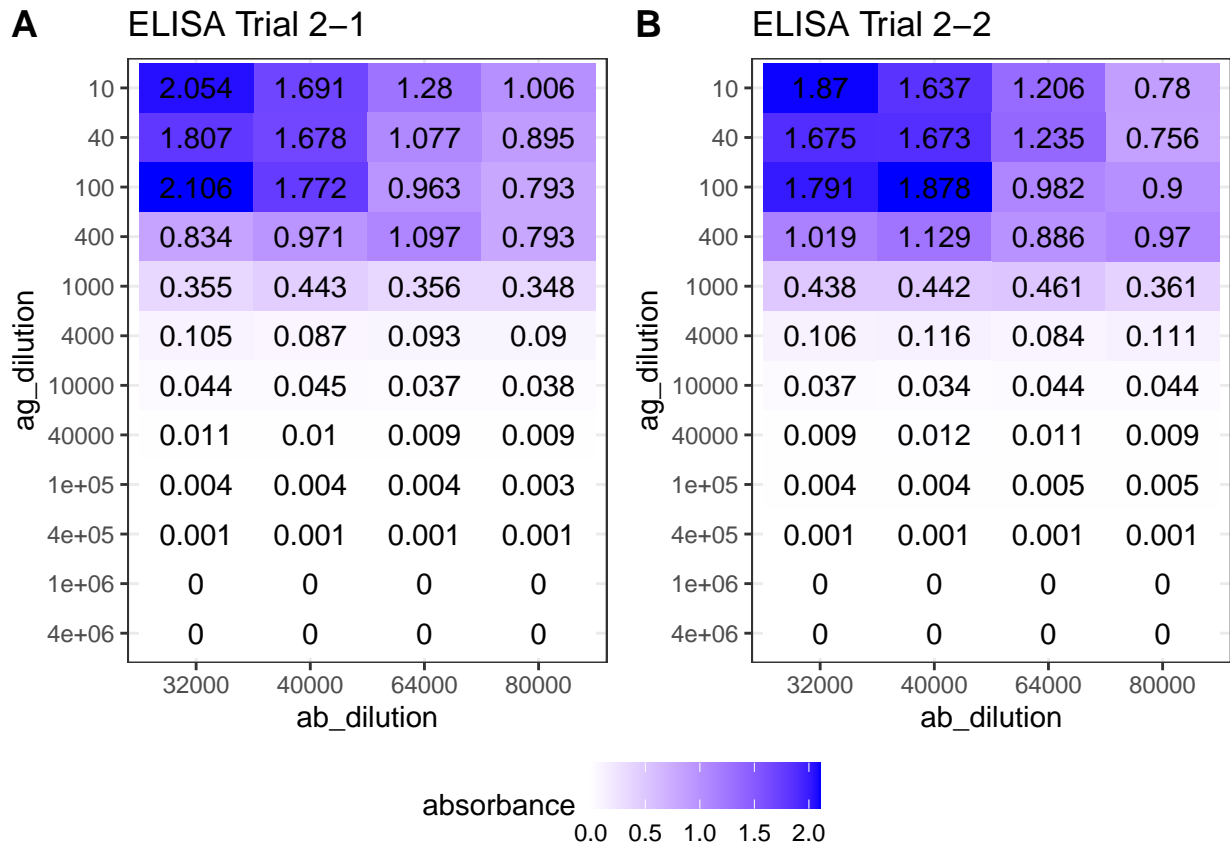 A ELISA Trial 2−1 B ELISA Trial 2−2
10 2.054 1.691 1.28 1.006 10 1.87 1.637 1.206 0.78
40 1.807 1.678 1.077 0.895 40 1.675 1.673 1.235 0.756
100 2.106 1.772 0.963 0.793 100 1.791 1.878 0.982 0.9
400 0.834 0.971 1.097 0.793 400 1.019 1.129 0.886 0.97
1000 0.355 0.443 0.356 0.348 1000 0.438 0.442 0.461 0.361
4000 0.105 0.087 0.093 0.09 4000 0.106 0.116 0.084 0.111
10000 0.044 0.045 0.037 0.038 10000 0.037 0.034 0.044 0.044
40000 0.011 0.01 0.009 0.009 40000 0.009 0.012 0.011 0.009
1e+05 0.004 0.004 0.004 0.003 1e+05 0.004 0.004 0.005 0.005
4e+05 0.001 0.001 0.001 0.001 4e+05 0.001 0.001 0.001 0.001
1e+06 0 0 0 0 1e+06 0 0 0 0
4e+06 0 0 0 0 4e+06 0 0 0 0
ag_dilution ag_dilution
32000 40000 64000 80000 32000 40000 64000 80000
ab_dilution ab_dilution
absorbance
0.0 0.5 1.0 1.5 2.0